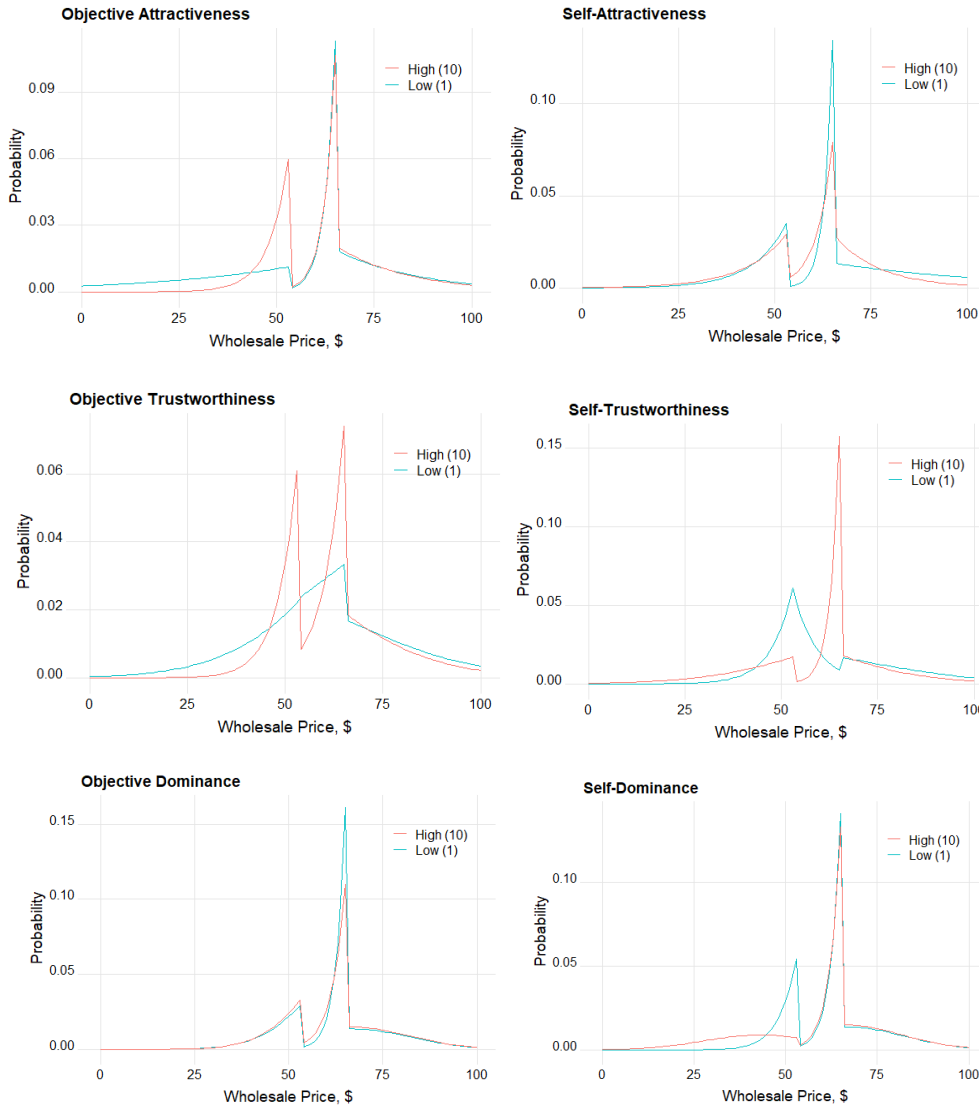 Objective Attractiveness
Probability
0.09
0.06
0.03
0.00
High (10)
Low (1)
0 25 50 75 100
Wholesale Price, $
Self-Attractiveness
Probability
0.10
0.05
0.00
High (10)
Low (1)
0 25 50 75 100
Wholesale Price, $
Objective Trustworthiness
Probability
0.06
0.04
0.02
0.00
High (10)
Low (1)
0 25 50 75 100
Wholesale Price, $
Self-Trustworthiness
Probability
0.15
0.10
0.05
0.00
High (10)
Low (1)
0 25 50 75 100
Wholesale Price, $
Objective Dominance
Probability
0.15
0.10
0.05
0.00
High (10)
Low (1)
0 25 50 75 100
Wholesale Price, $
Self-Dominance
Probability
0.10
0.05
0.00
High (10)
Low (1)
0 25 50 75 100
Wholesale Price, $